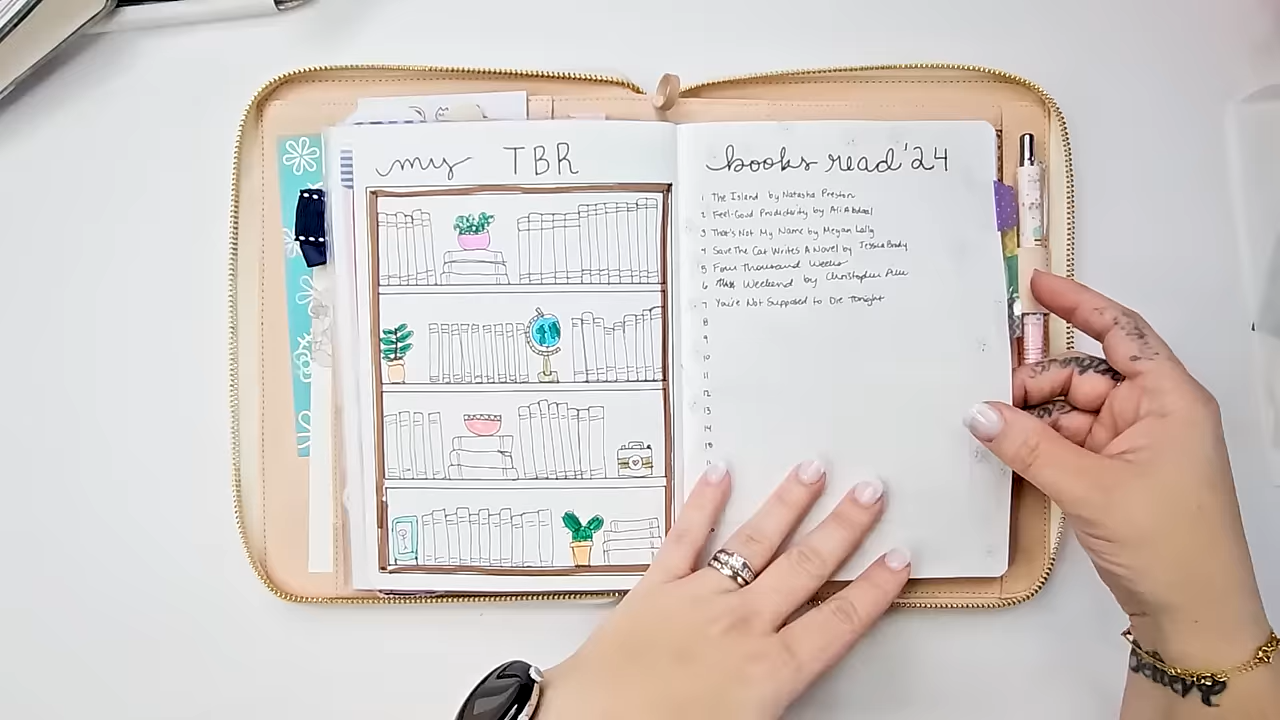 my TBR
books read '24
1 The Island by Natasha Preston
2 Feel-Good Productivity by Ali Abdaal
3 That's Not My Name by Megan Lally
4 Save The Cat Writes A Novel by Jessica Brody
5 Four Thousand Weeks
6 Weekend by Christopher
7 You're Not Supposed to Die Tonight
8
9
10
11
12
13
14
15